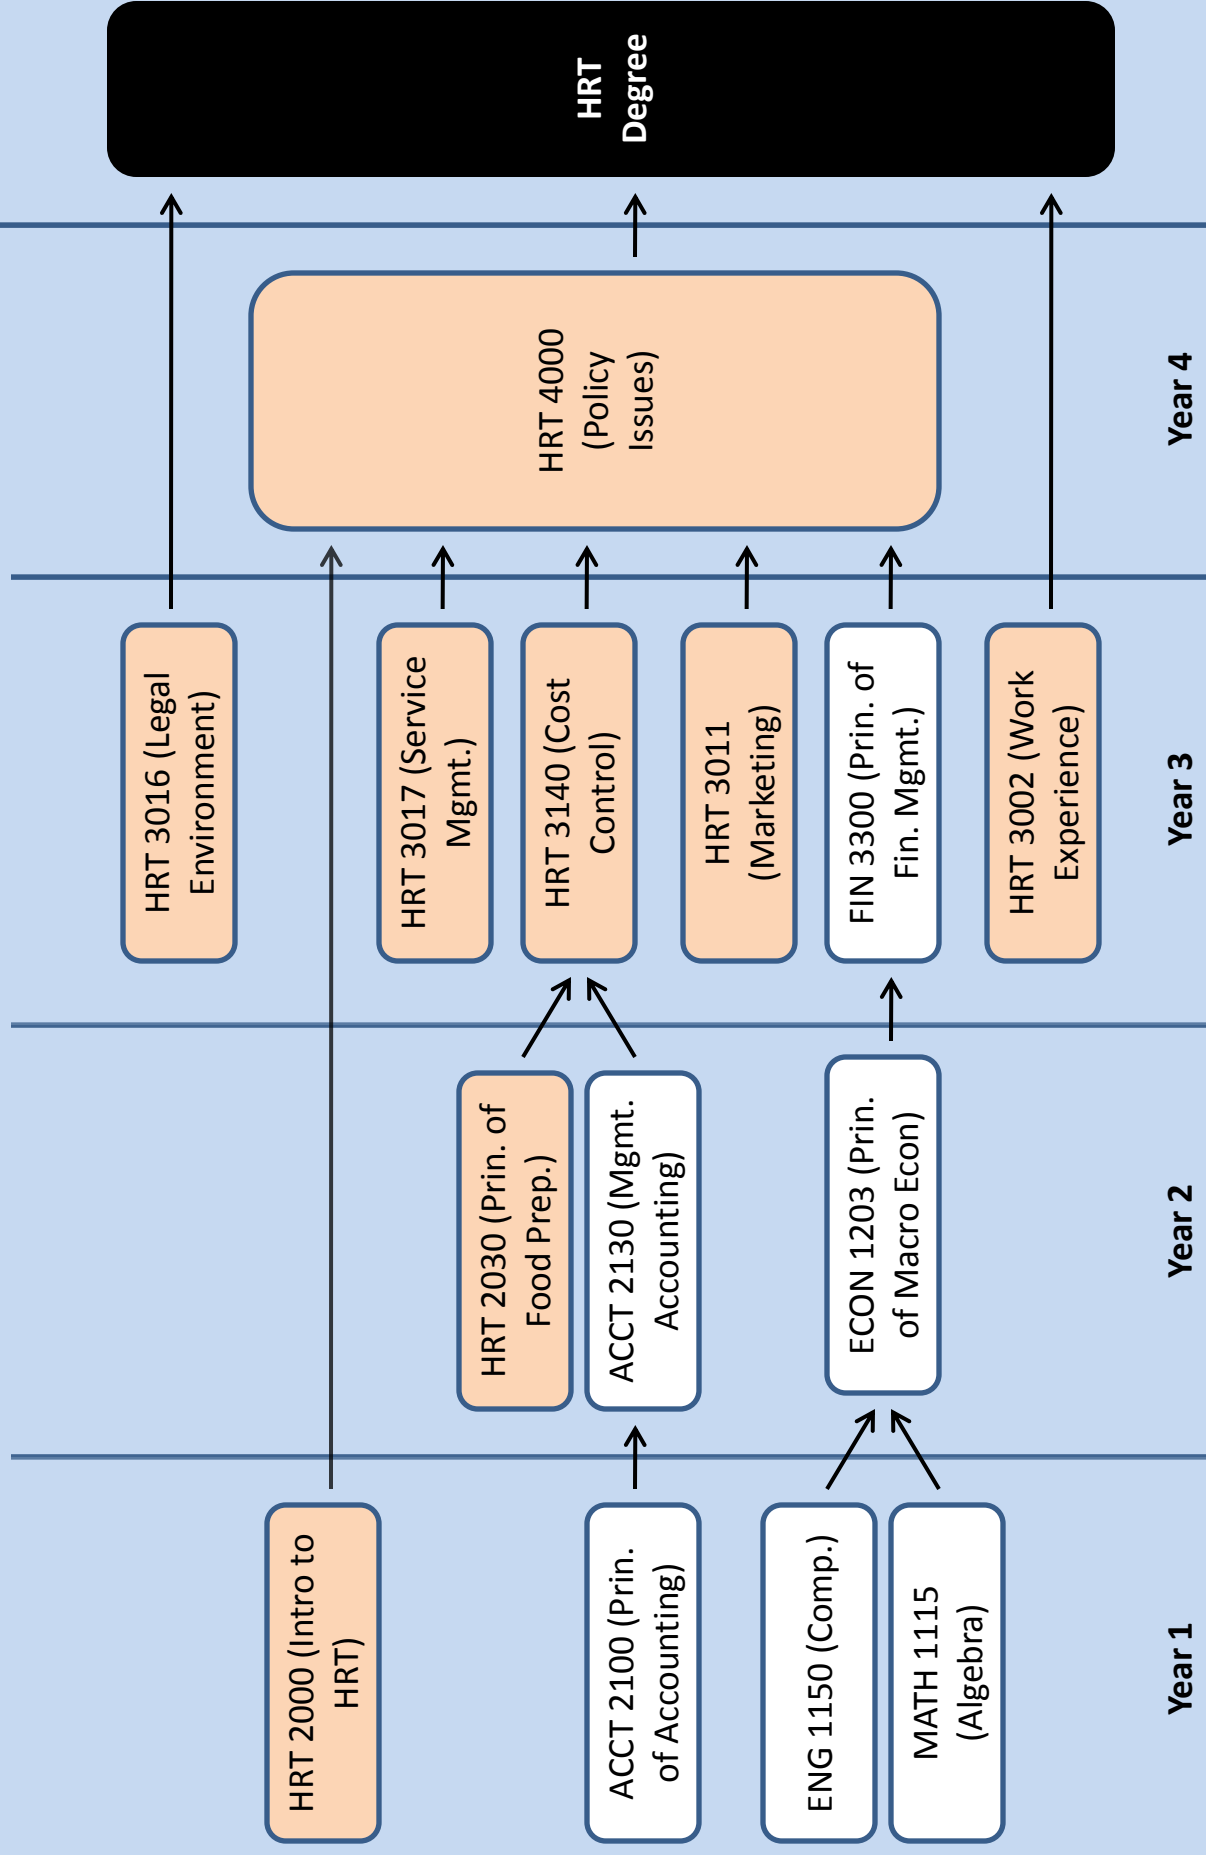 HRT 2000 (Intro to
HRT)
ACCT 2100 (Prin.
of Accounting)
ENG 1150 (Comp.)
MATH 1115
(Algebra)
Year 1
HRT 2030 (Prin. of
Food Prep.)
ACCT 2130 (Mgmt.
Accounting)
ECON 1203 (Prin.
of Macro Econ)
Year 2
HRT 3016 (Legal
Environment)
HRT 3017 (Service
Mgmt.)
HRT 3140 (Cost
Control)
HRT 3011
(Marketing)
FIN 3300 (Prin. of
Fin. Mgmt.)
HRT 3002 (Work
Experience)
Year 3
HRT 4000
(Policy
Issues)
Year 4
HRT
Degree